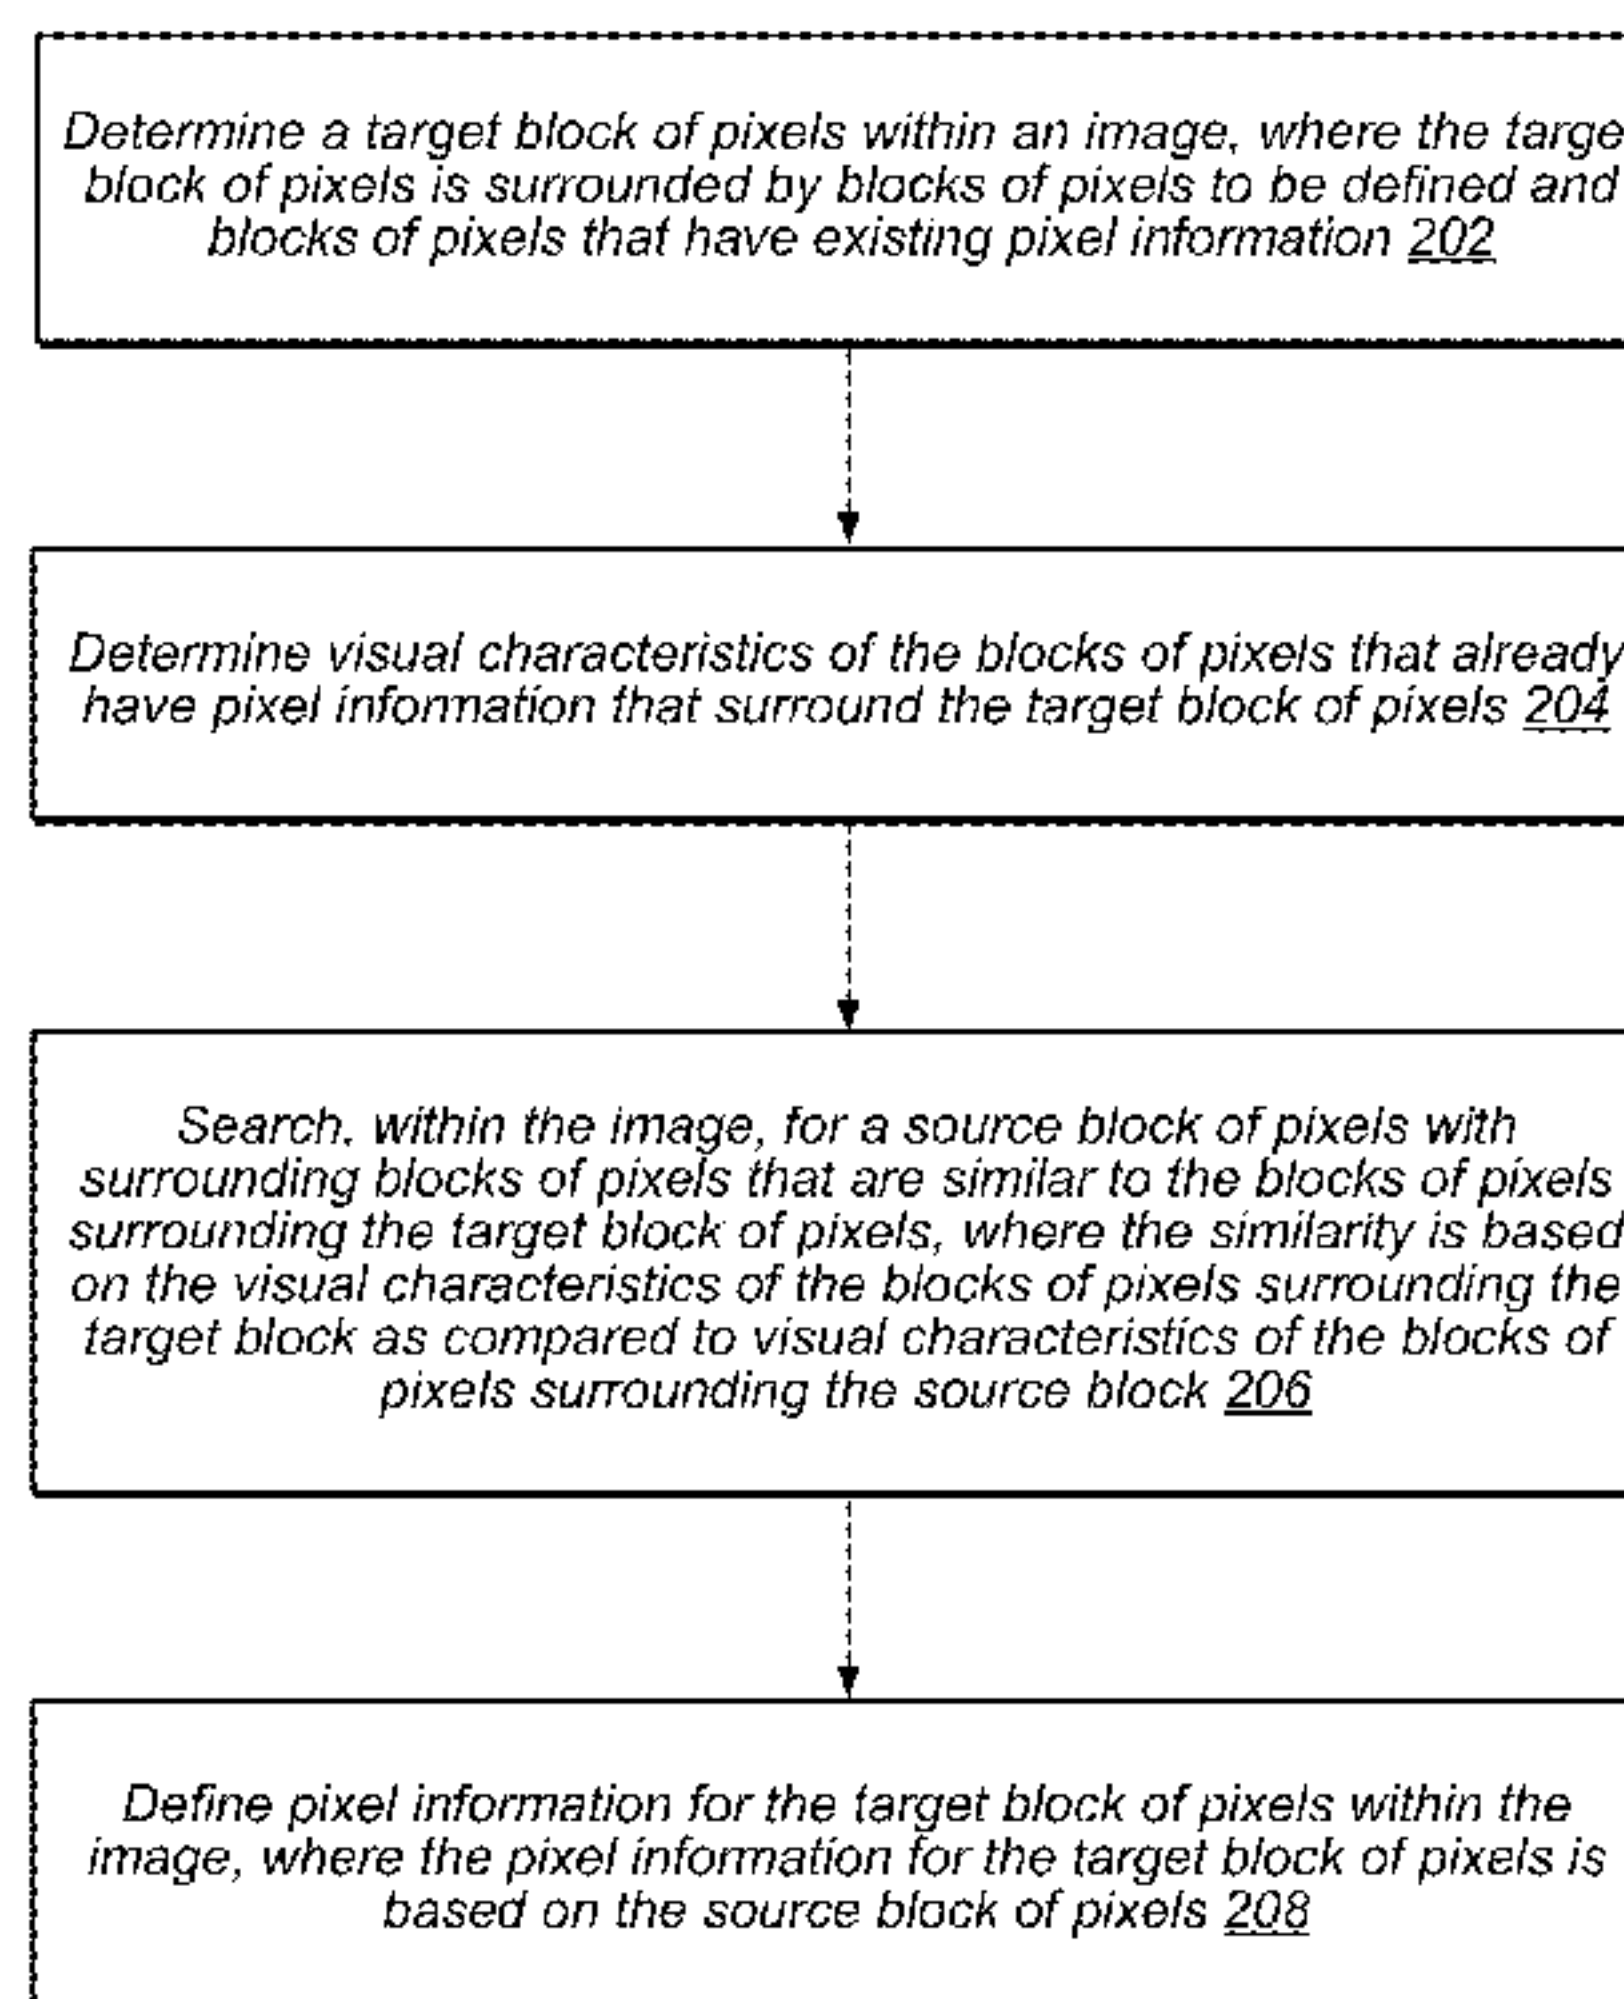 Determine a target block of pixels within an image, where the targe
block of pixels is surrounded by blocks of pixels to be defined and
blocks of pixels that have existing pixel information 202
Determine visual characteristics of the blocks of pixels that already
have pixel information that surround the target block of pixels 204
Search, within the image, for a source block of pixels with
surrounding blocks of pixels that are similar to the blocks of pixels
surrounding the target block of pixels, where the similarity is based
on the visual characteristics of the blocks of pixels surrounding the
target block as compared to visual characteristics of the blocks of
pixels surrounding the source block 206
Define pixel information for the target block of pixels within the
image, where the pixel information for the target block of pixels is
based on the source block of pixels 208